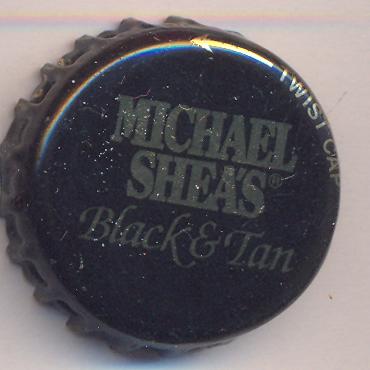 MICHAEL
SHEA'S®
Black & Tan
TWIST CAP